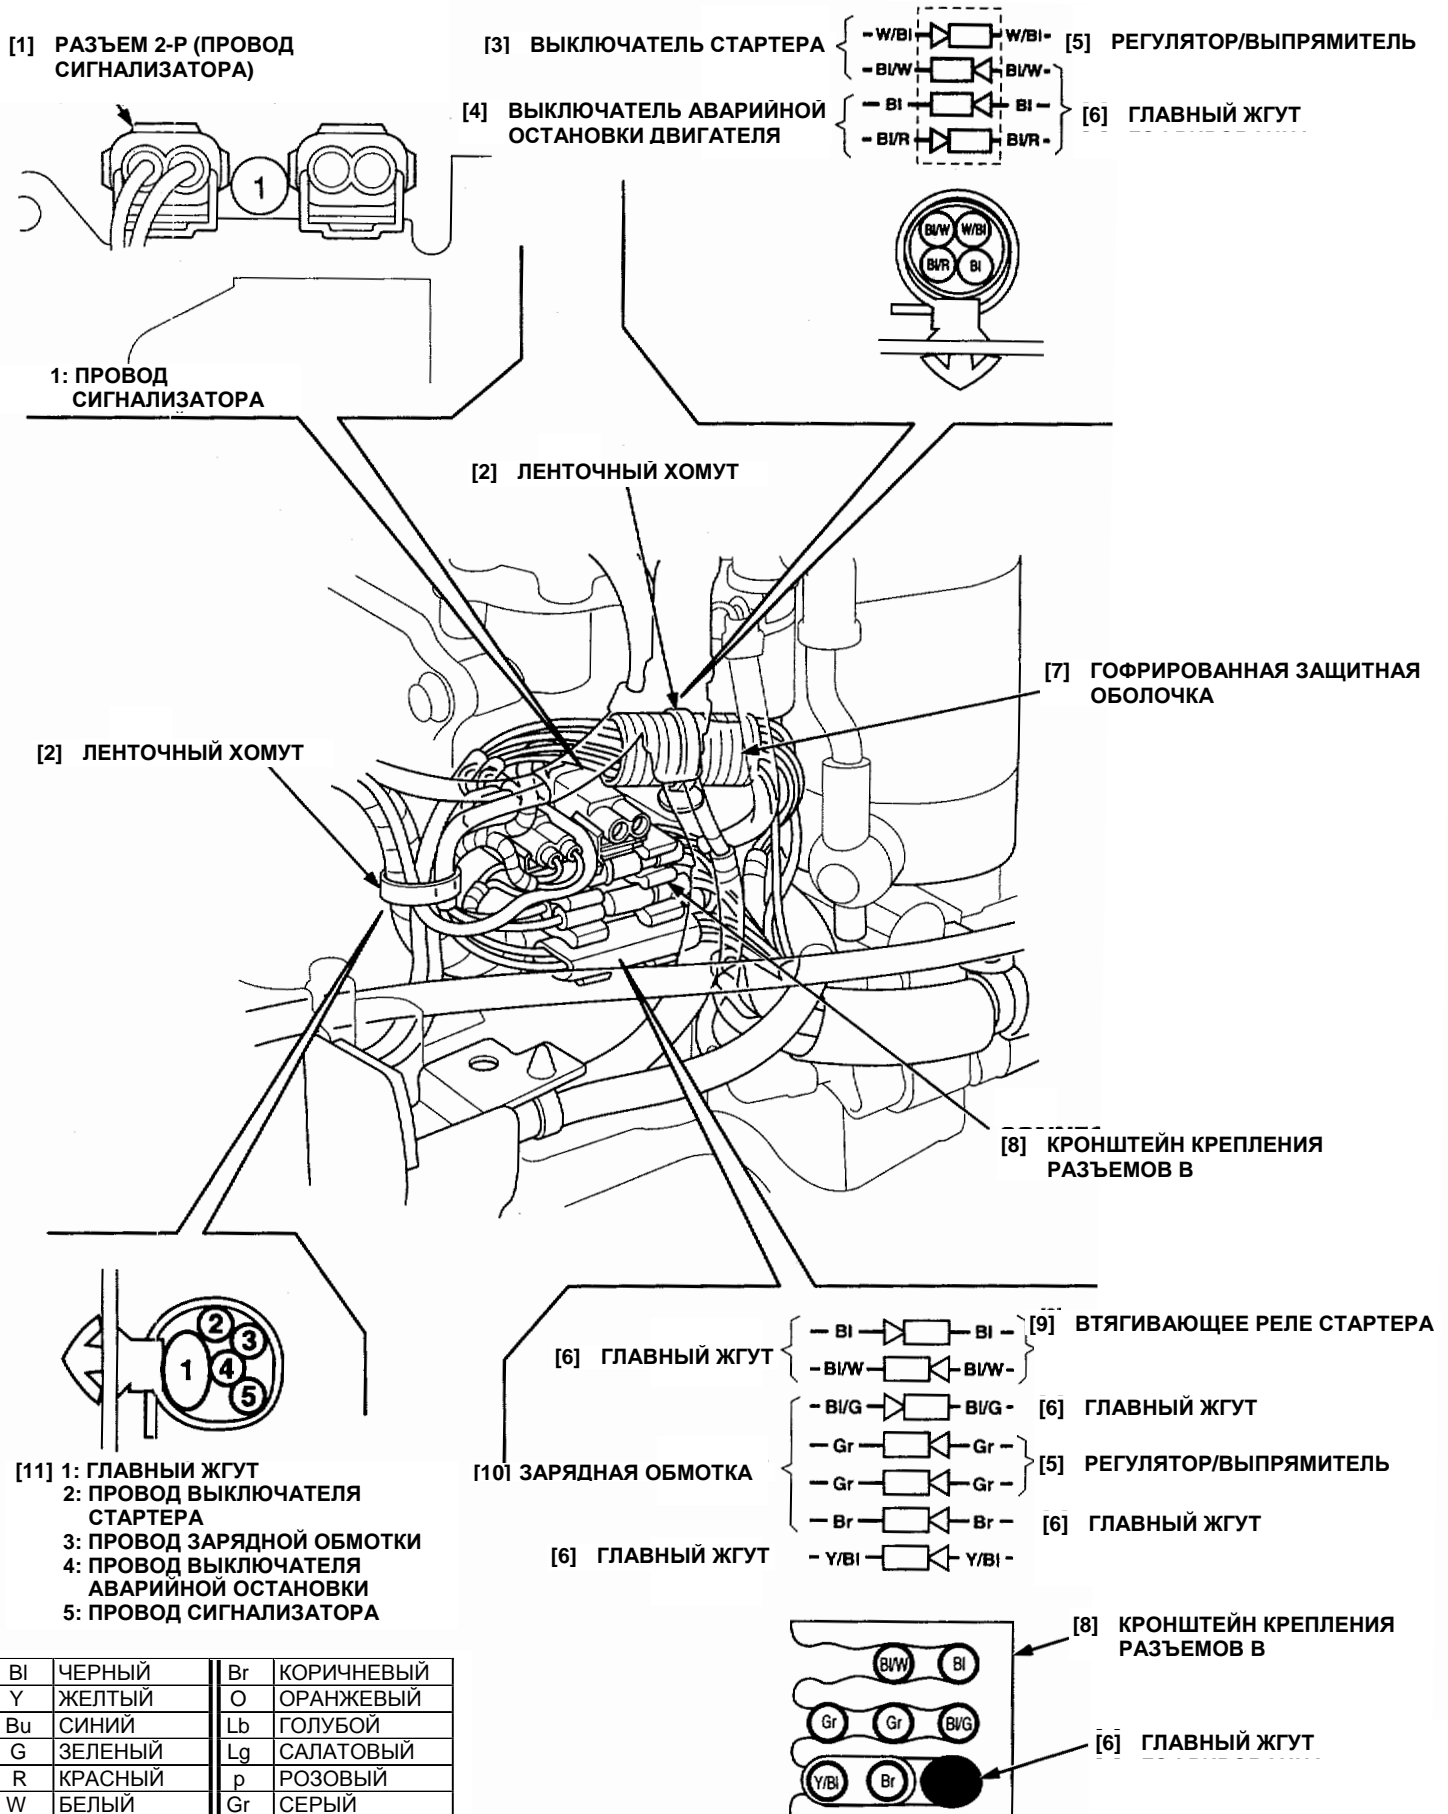 [1] РАЗЪЕМ 2-Р (ПРОВОД
СИГНАЛИЗАТОРА)
1
1: ПРОВОД
СИГНАЛИЗАТОРА
[3] ВЫКЛЮЧАТЕЛЬ СТАРТЕРА
[4] ВЫКЛЮЧАТЕЛЬ АВАРИЙНОЙ
ОСТАНОВКИ ДВИГАТЕЛЯ
W/Bl W/Bl
Bl/W Bl/W
Bl Bl
Bl/R Bl/R
[5] РЕГУЛЯТОР/ВЫПРЯМИТЕЛЬ
[6] ГЛАВНЫЙ ЖГУТ
Bl/W W/Bl
Bl/R Bl
[2] ЛЕНТОЧНЫЙ ХОМУТ
[7] ГОФРИРОВАННАЯ ЗАЩИТНАЯ
ОБОЛОЧКА
[2] ЛЕНТОЧНЫЙ ХОМУТ
[8] КРОНШТЕЙН КРЕПЛЕНИЯ
РАЗЪЕМОВ В
1 2 3 4 5
[11] 1: ГЛАВНЫЙ ЖГУТ
2: ПРОВОД ВЫКЛЮЧАТЕЛЯ
СТАРТЕРА
3: ПРОВОД ЗАРЯДНОЙ ОБМОТКИ
4: ПРОВОД ВЫКЛЮЧАТЕЛЯ
АВАРИЙНОЙ ОСТАНОВКИ
5: ПРОВОД СИГНАЛИЗАТОРА
[6] ГЛАВНЫЙ ЖГУТ
Bl Bl
Bl/W Bl/W
[9] ВТЯГИВАЮЩЕЕ РЕЛЕ СТАРТЕРА
Bl/G Bl/G
[6] ГЛАВНЫЙ ЖГУТ
[10] ЗАРЯДНАЯ ОБМОТКА
Gr Gr
Gr Gr
[5] РЕГУЛЯТОР/ВЫПРЯМИТЕЛЬ
Br Br
[6] ГЛАВНЫЙ ЖГУТ
[6] ГЛАВНЫЙ ЖГУТ
Y/Bl Y/Bl
[8] КРОНШТЕЙН КРЕПЛЕНИЯ
РАЗЪЕМОВ В
Bl/W Bl
Gr Gr Bl/G
Y/Bl Br
[6] ГЛАВНЫЙ ЖГУТ
Bl ЧЕРНЫЙ Br КОРИЧНЕВЫЙ
Y ЖЕЛТЫЙ O ОРАНЖЕВЫЙ
Bu СИНИЙ Lb ГОЛУБОЙ
G ЗЕЛЕНЫЙ Lg САЛАТОВЫЙ
R КРАСНЫЙ p РОЗОВЫЙ
W БЕЛЫЙ Gr СЕРЫЙ